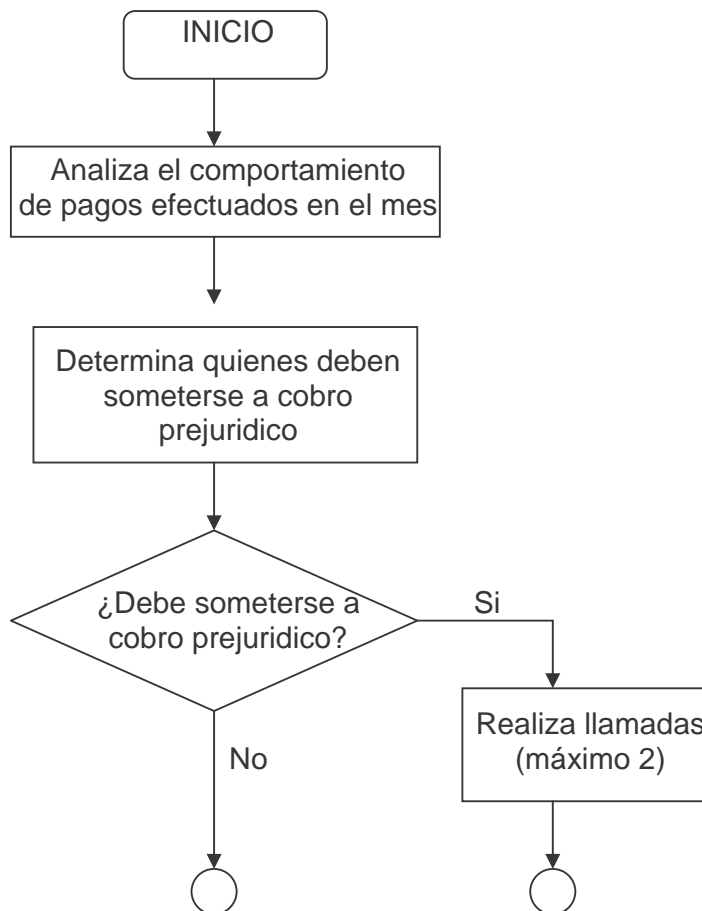 INICIO
Analiza el comportamiento
de pagos efectuados en el mes
Determina quienes deben
someterse a cobro
prejuridico
¿Debe someterse a
cobro prejuridico?
Si
Realiza llamadas
(máximo 2)
No